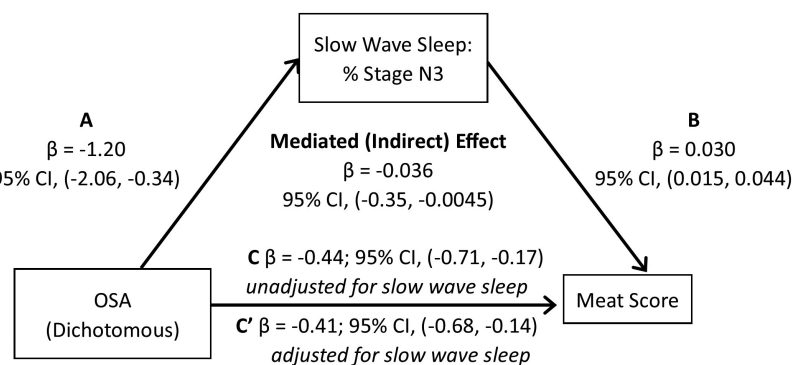 Slow Wave Sleep:
% Stage N3
A
β = -1.20
95% CI, (-2.06, -0.34)
Mediated (Indirect) Effect
β = -0.036
95% CI, (-0.35, -0.0045)
B
β = 0.030
95% CI, (0.015, 0.044)
OSA
(Dichotomous)
C β = -0.44; 95% CI, (-0.71, -0.17)
unadjusted for slow wave sleep
C’ β = -0.41; 95% CI, (-0.68, -0.14)
adjusted for slow wave sleep
Meat Score